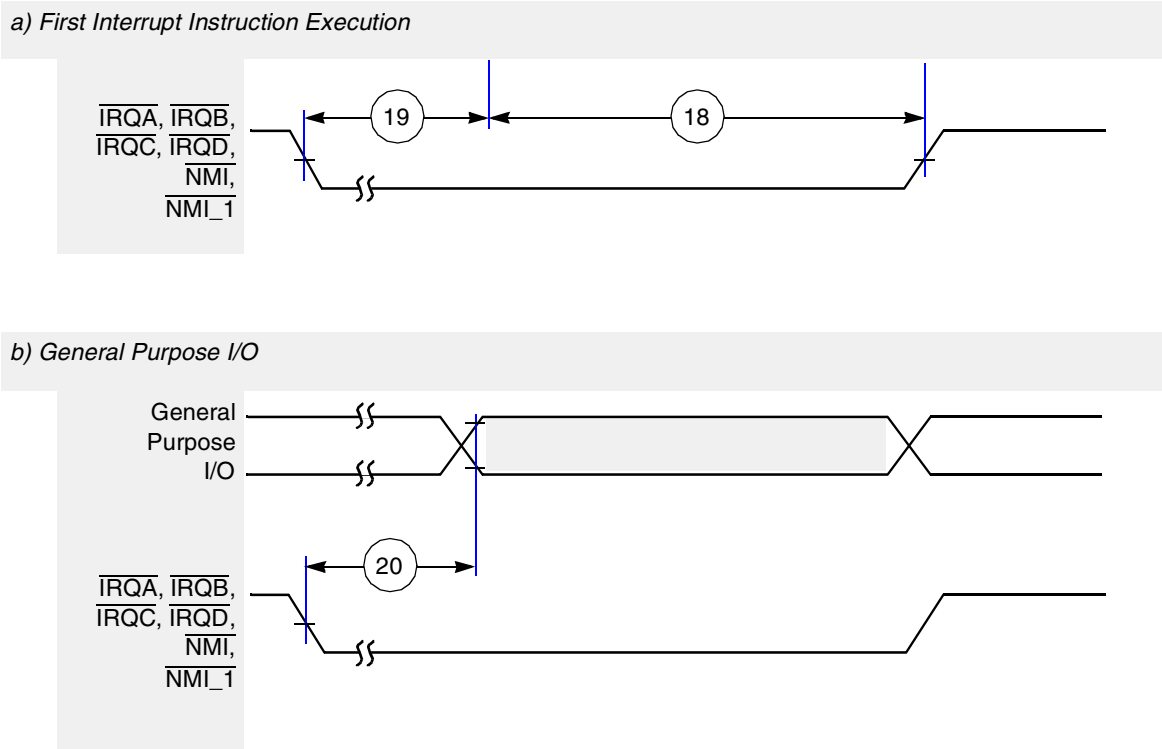 a) First Interrupt Instruction Execution
19
18
IRQA, IRQB,
IRQC, IRQD,
NMI,
NMI_1
b) General Purpose I/O
General
Purpose
I/O
20
IRQA, IRQB,
IRQC, IRQD,
NMI,
NMI_1